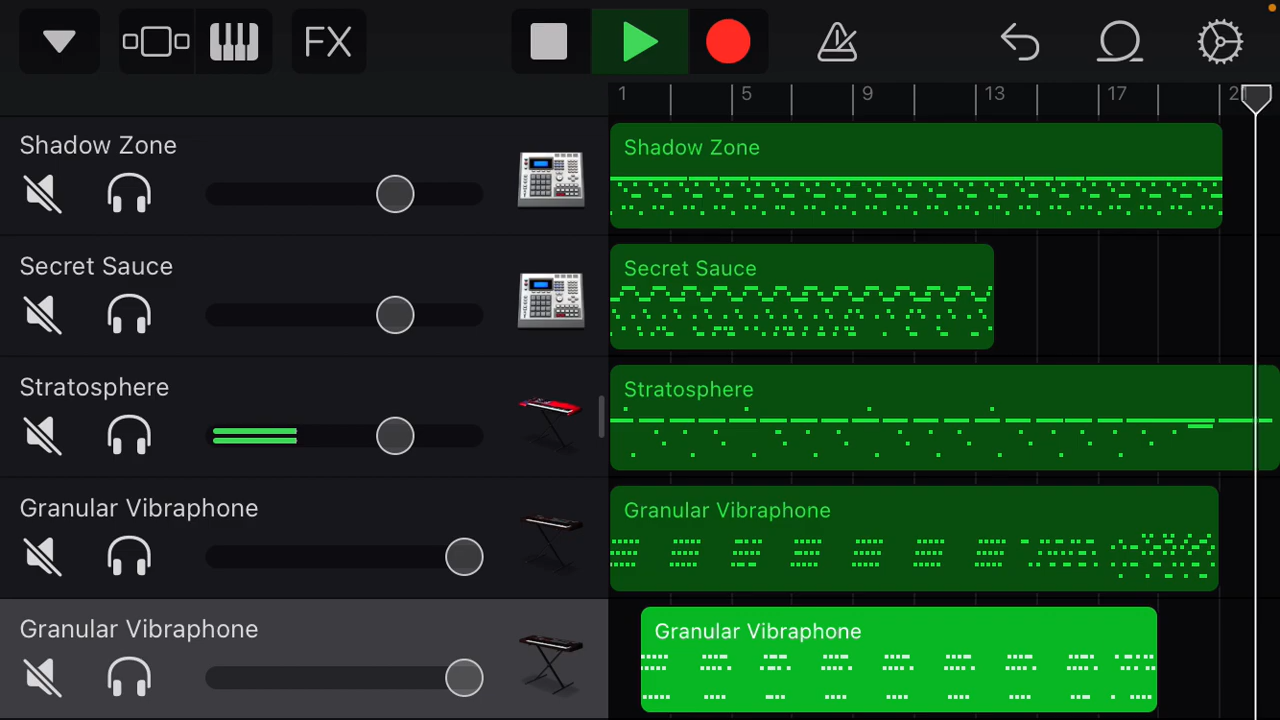 FX
1 5 9 13 17
Shadow Zone
Shadow Zone
Secret Sauce
Secret Sauce
Stratosphere
Stratosphere
Granular Vibraphone
Granular Vibraphone
Granular Vibraphone
Granular Vibraphone